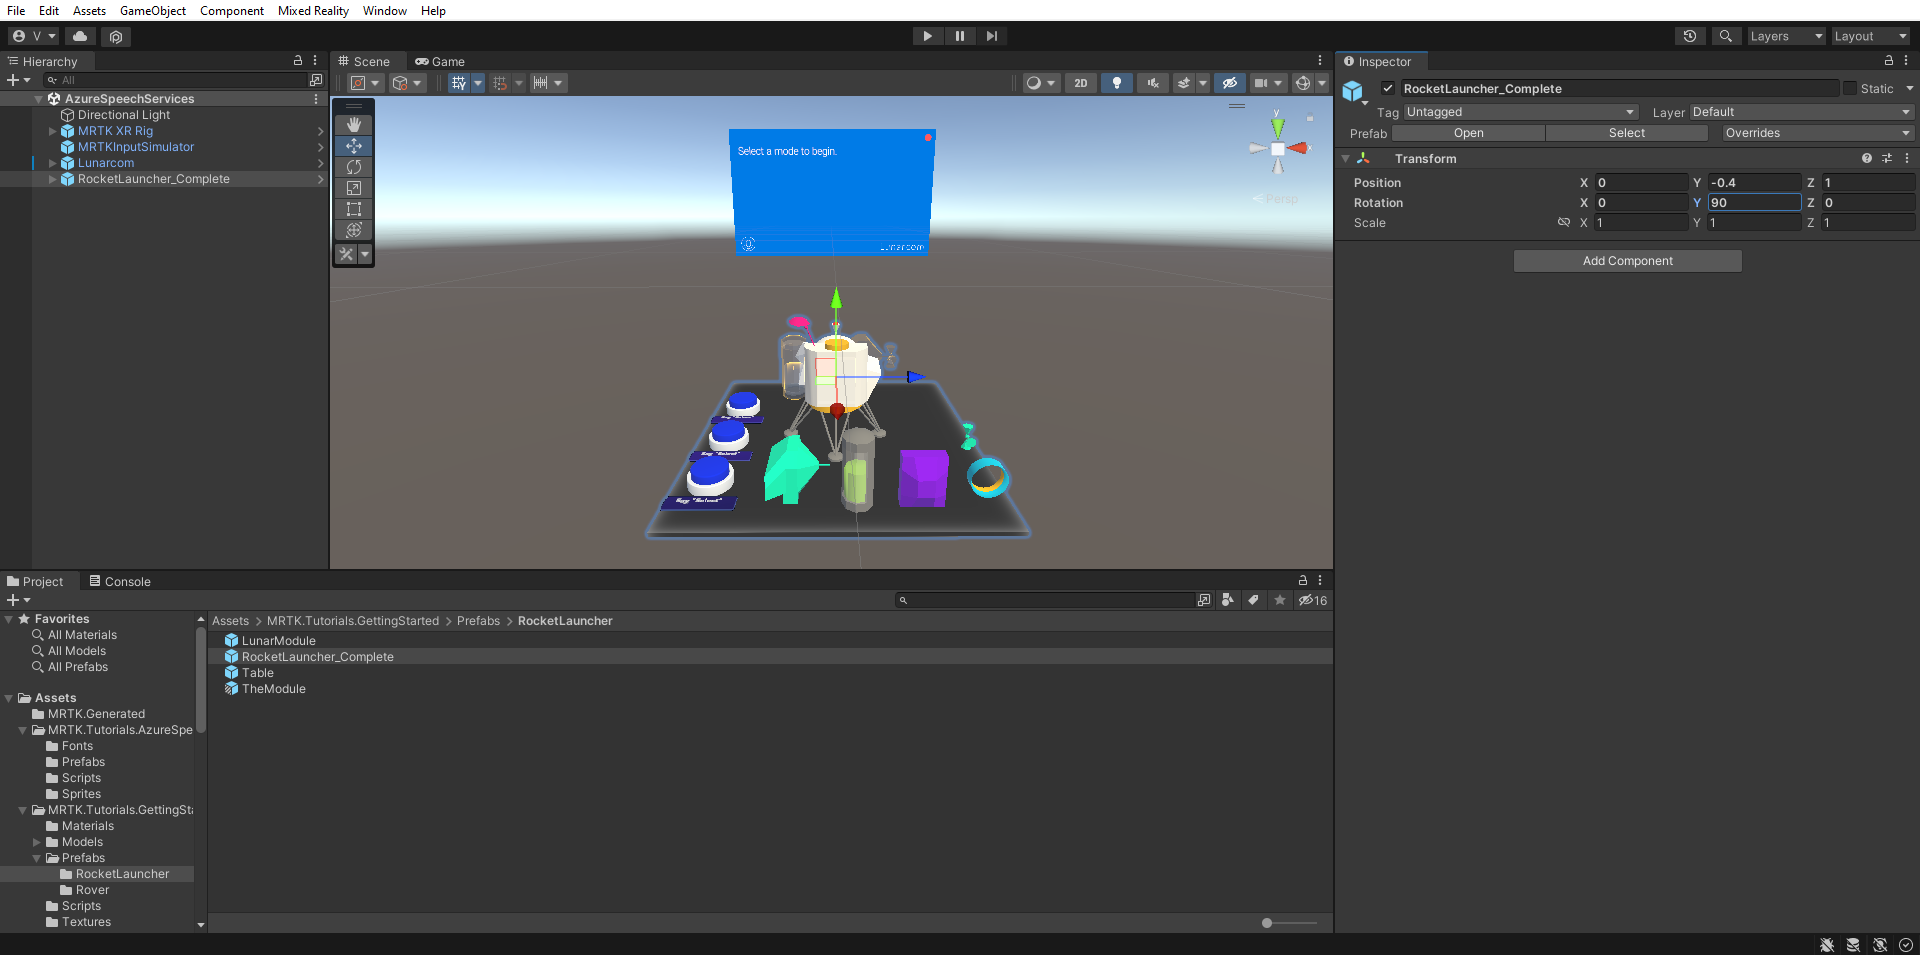 File Edit Assets GameObject Component Mixed Reality Window Help
V Layers Layout
Hierarchy
All
AzureSpeechServices
Directional Light
MRTK XR Rig
MRTKInputSimulator
Lunarcom
RocketLauncher_Complete
Scene Game
2D
Select a mode to begin.
Lunarcom
y
x
Persp
Say "Select"
Inspector
RocketLauncher_Complete Static
Tag Untagged Layer Default
Prefab Open Select Overrides
Transform
Position X 0 Y -0.4 Z 1
Rotation X 0 Y 90 Z 0
Scale X 1 Y 1 Z 1
Add Component
Project Console
16
Favorites
All Materials
All Models
All Prefabs
Assets
MRTK.Generated
MRTK.Tutorials.AzureSpe
Fonts
Prefabs
Scripts
Sprites
MRTK.Tutorials.GettingSta
Materials
Models
Prefabs
RocketLauncher
Rover
Scripts
Textures
Assets > MRTK.Tutorials.GettingStarted > Prefabs > RocketLauncher
LunarModule
RocketLauncher_Complete
Table
TheModule